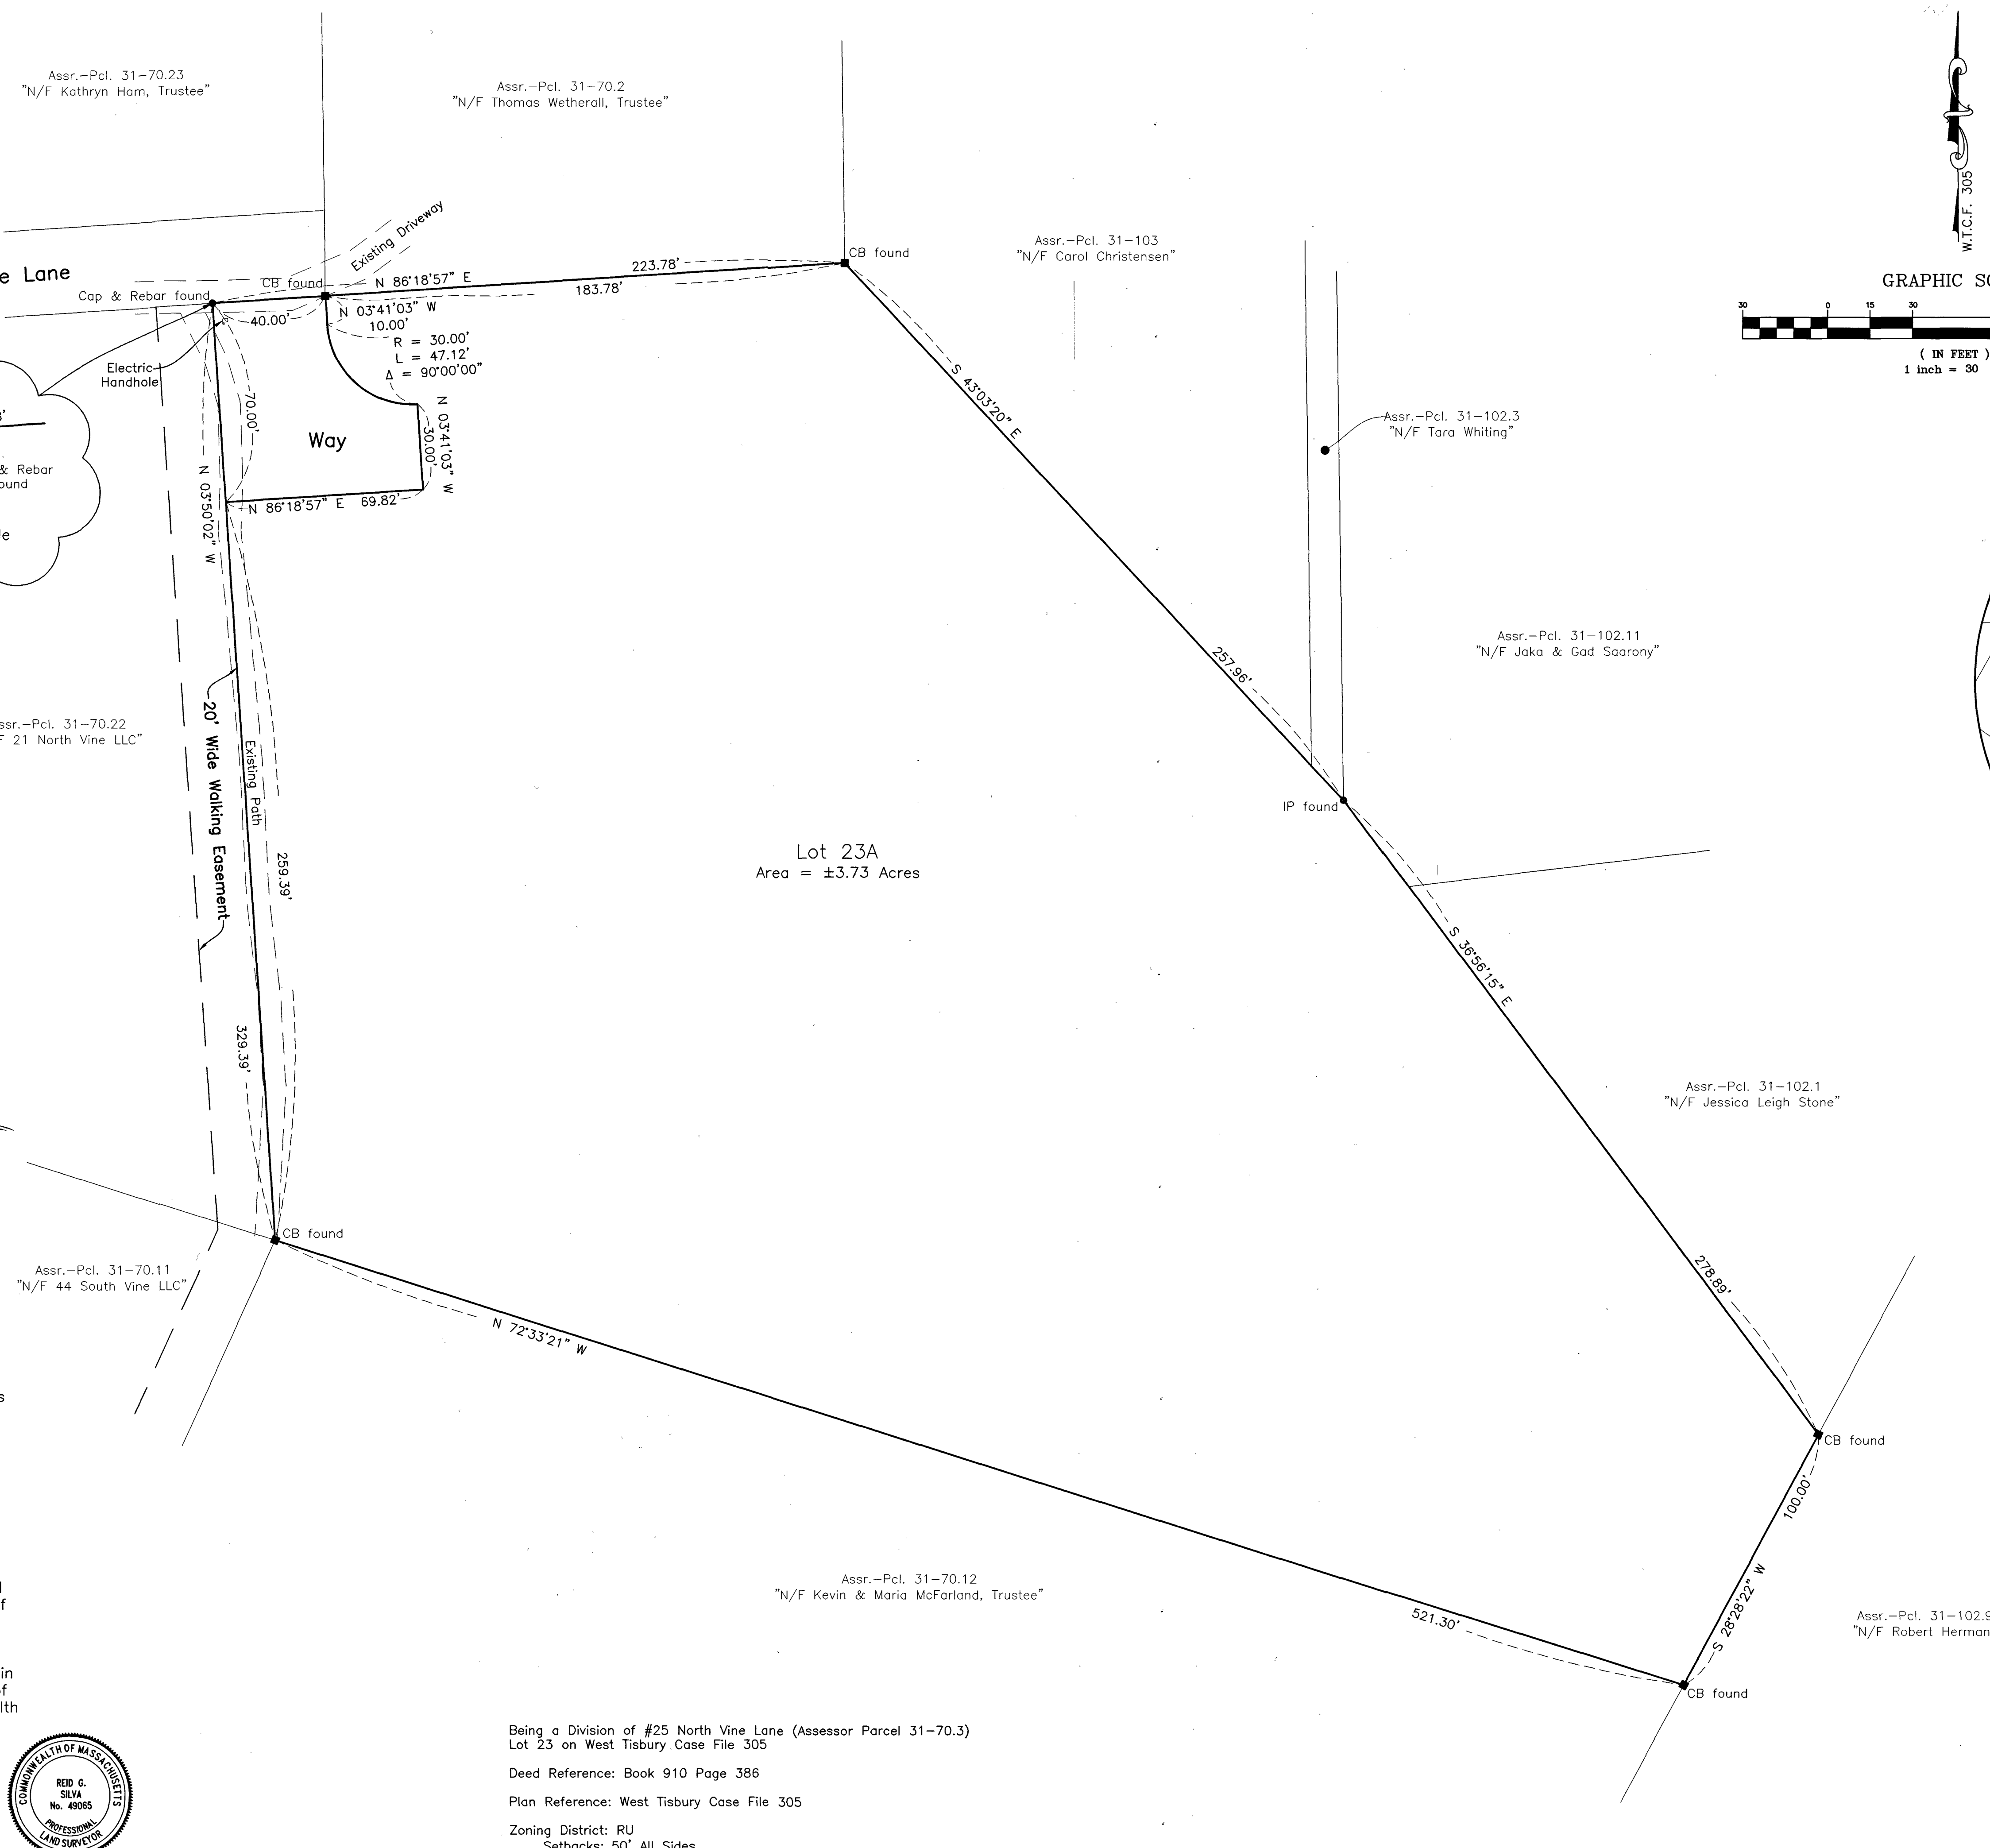 Assr.-Pcl. 31-70.23
"N/F Kathryn Ham, Trustee"
Assr.-Pcl. 31-70.2
"N/F Thomas Wetherall, Trustee"
W.T.C.F. 305
Assr.-Pcl. 31-103
"N/F Carol Christensen"
Existing Driveway
CB found
e Lane
Cap & Rebar found
CB found
N 86°18'57" E
223.78'
183.78'
40.00'
N 03°41'03" W
10.00'
R = 30.00'
L = 47.12'
Δ = 90°00'00"
GRAPHIC SC
30
0
15
30
( IN FEET )
1 inch = 30
Electric
Handhole
& Rebar
ound
e
70.00'
Way
N 03°41'03" W
30.00'
N 86°18'57" E
69.82'
N 03°50'02" W
S 43°03'20" E
257.96'
Assr.-Pcl. 31-102.3
"N/F Tara Whiting"
Assr.-Pcl. 31-102.11
"N/F Jaka & Gad Saarony"
ssr.-Pcl. 31-70.22
F 21 North Vine LLC"
20' Wide Walking Easement
Existing Path
259.39'
329.39'
IP found
Lot 23A
Area = ±3.73 Acres
S 36°56'15" E
278.89'
Assr.-Pcl. 31-102.1
"N/F Jessica Leigh Stone"
CB found
Assr.-Pcl. 31-70.11
"N/F 44 South Vine LLC"
N 72°33'21" W
521.30'
CB found
100.00'
S 28°28'22" W
CB found
Assr.-Pcl. 31-70.12
"N/F Kevin & Maria McFarland, Trustee"
Assr.-Pcl. 31-102.9
"N/F Robert Herman
s
f
in
of
lth
COMMONWEALTH OF MASSACHUSETTS
REID G.
SILVA
No. 49065
PROFESSIONAL
LAND SURVEYOR
Being a Division of #25 North Vine Lane (Assessor Parcel 31-70.3)
Lot 23 on West Tisbury Case File 305
Deed Reference: Book 910 Page 386
Plan Reference: West Tisbury Case File 305
Zoning District: RU
Setbacks: 50' All Sides